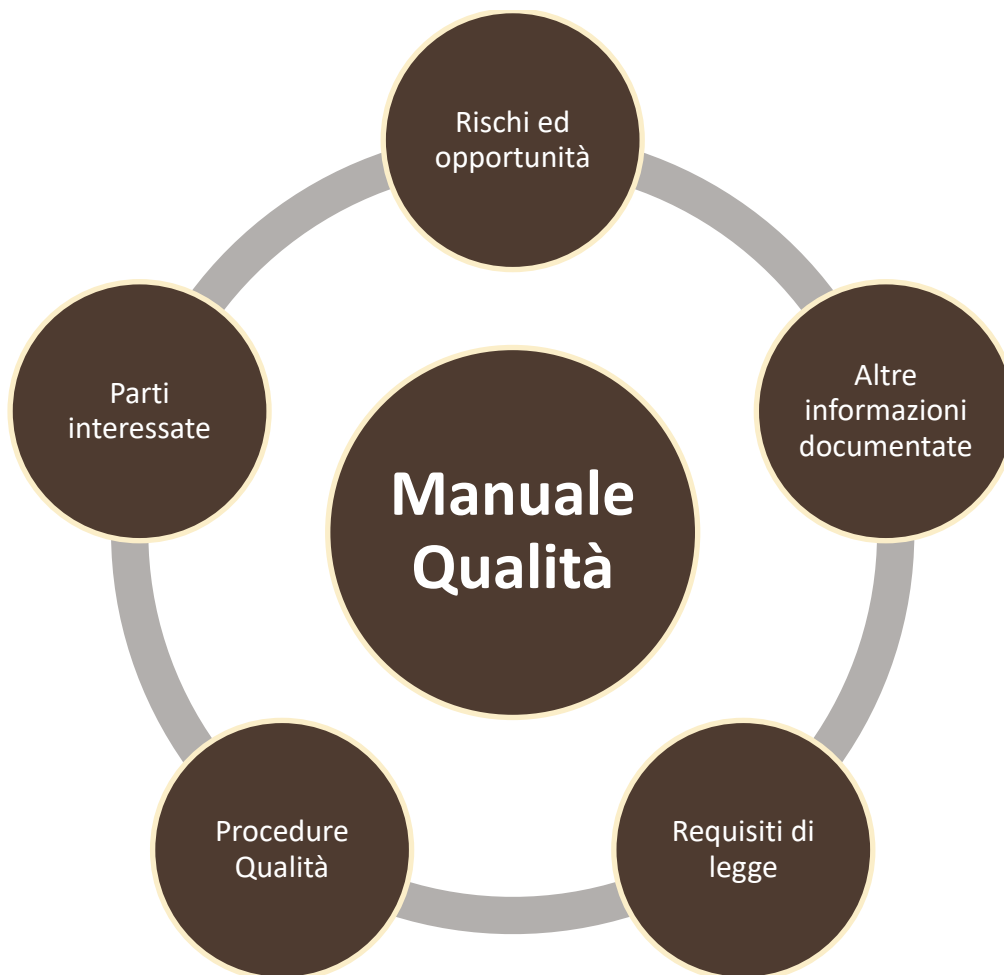 Rischi ed
opportunità
Parti
interessate
Altre
informazioni
documentate
Manuale
Qualità
Procedure
Qualità
Requisiti di
legge